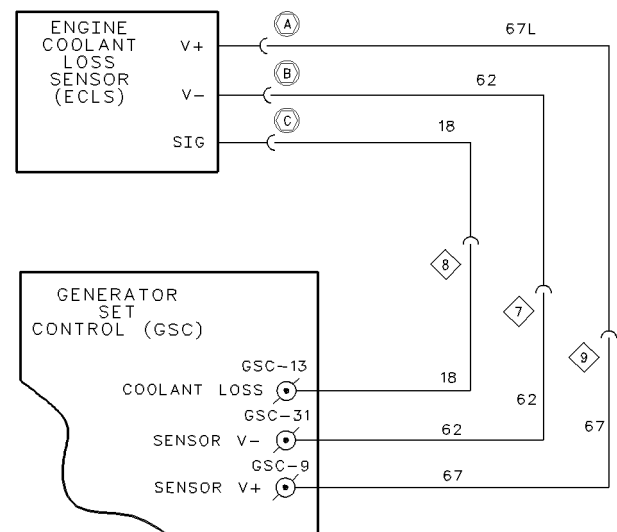 ENGINE
COOLANT
LOSS
SENSOR
(ECLS)
V+
A
67L
V-
B
62
SIG
C
18
8
7
9
GENERATOR
SET
CONTROL (GSC)
GSC-13
COOLANT LOSS
18
62
GSC-31
SENSOR V-
62
67
GSC-9
SENSOR V+
67